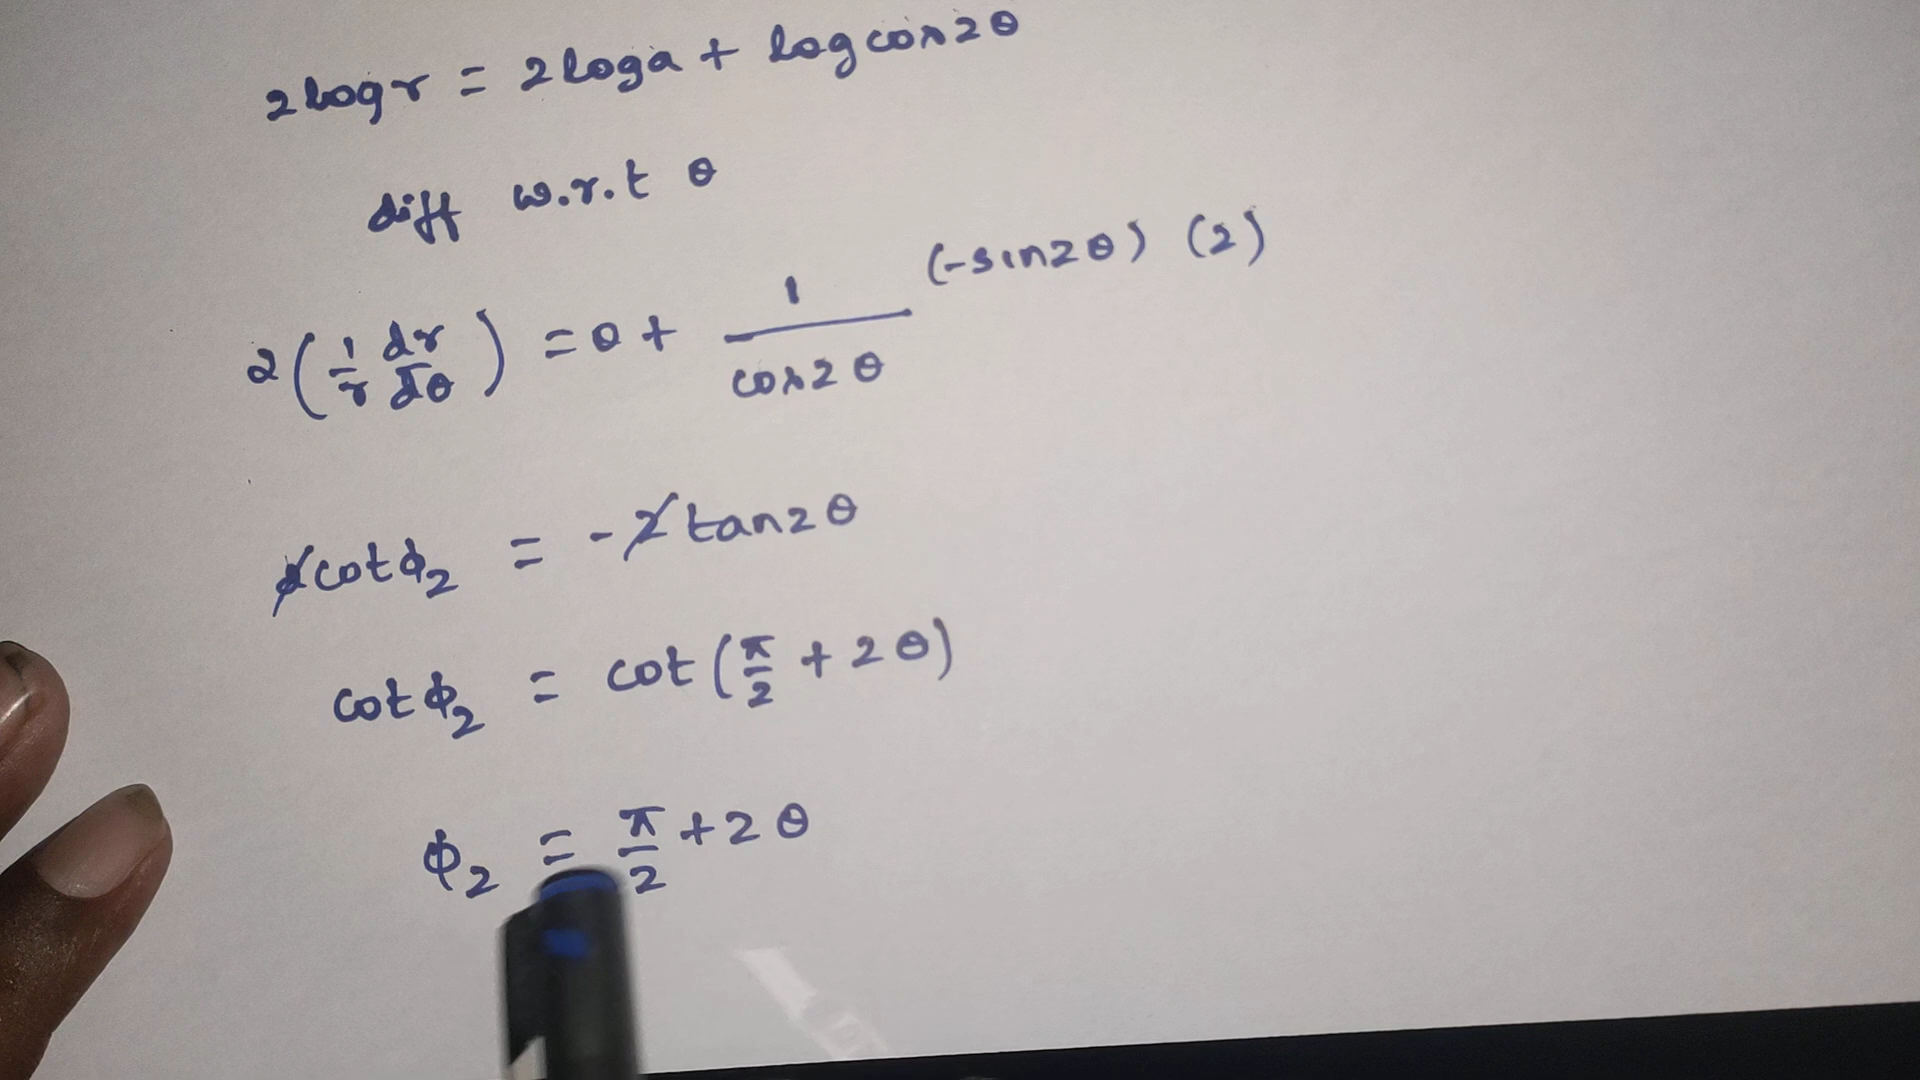 2 log r = 2 log a + log cos 2θ
diff w.r.t θ
2 (1/r dr/dθ) = 0 + 1/cos 2θ (-sin 2θ) (2)
2 cot ϕ₂ = -2 tan 2θ
cot ϕ₂ = cot (π/2 + 2θ)
ϕ₂ = π/2 + 2θ